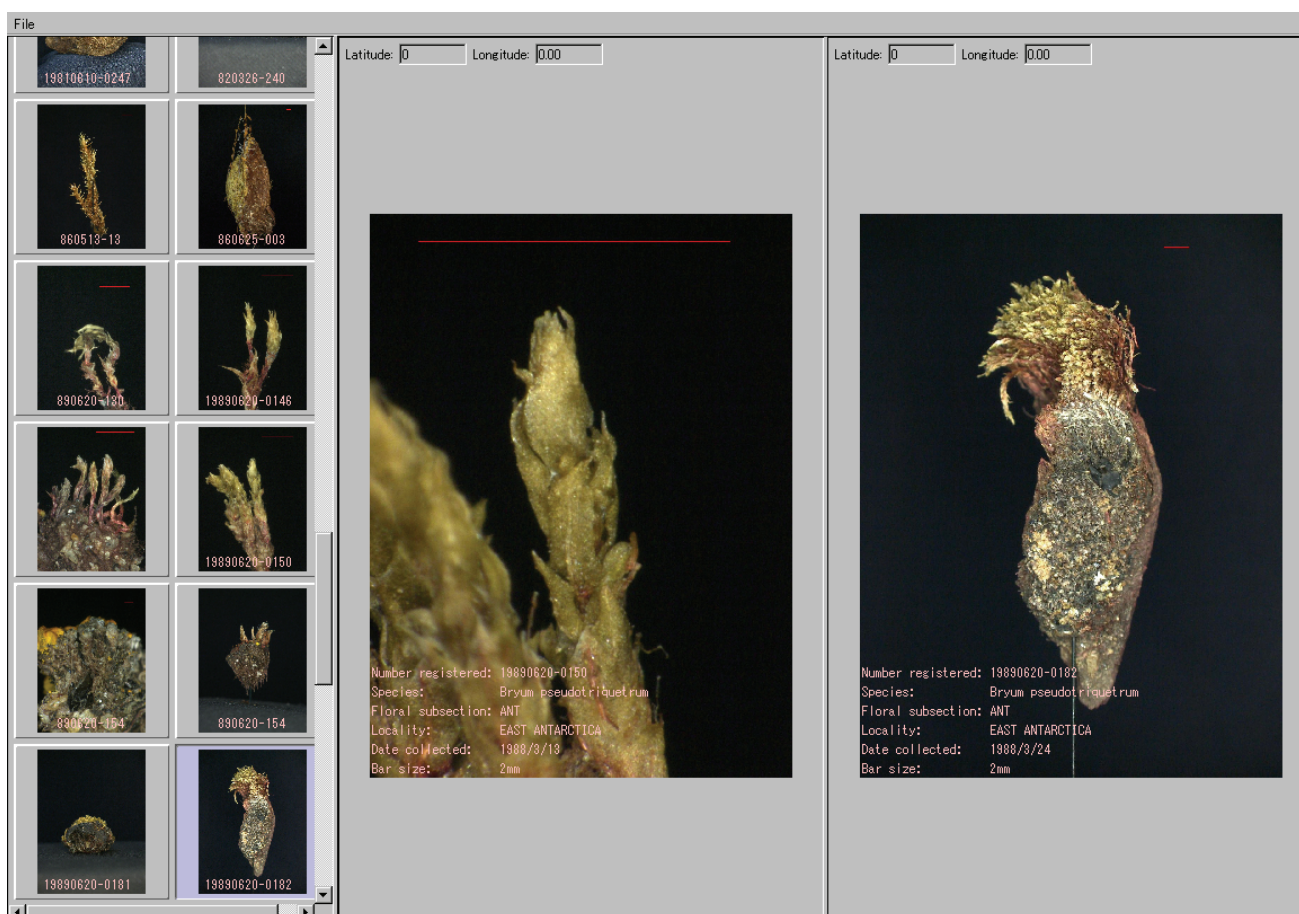 File
19810610-0247
820326-240
860513-13
860625-003
890620-130
19890620-0146
19890620-0150
890620-154
890620-154
19890620-0181
19890620-0182
Latitude: 0 Longitude: 0.00
Number registered: 19890620-0150
Species: Bryum pseudotriquetrum
Floral subsection: ANT
Locality: EAST ANTARCTICA
Date collected: 1988/3/13
Bar size: 2mm
Latitude: 0 Longitude: 0.00
Number registered: 19890620-0182
Species: Bryum pseudotriquetrum
Floral subsection: ANT
Locality: EAST ANTARCTICA
Date collected: 1988/3/24
Bar size: 2mm